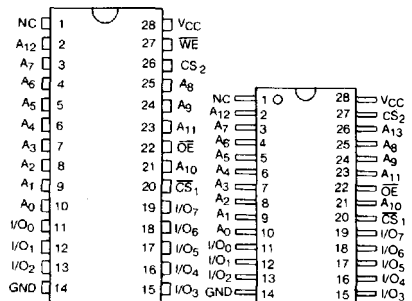 NC 1 28 VCC
A12 2 27 W̅E̅
A7 3 26 CS2
A6 4 25 A8
A5 5 24 A9
A4 6 23 A11
A3 7 22 O̅E̅
A2 8 21 A10
A1 9 20 C̅S̅1
A0 10 19 I/O7
I/O0 11 18 I/O6
I/O1 12 17 I/O5
I/O2 13 16 I/O4
GND 14 15 I/O3
NC 1 28 VCC
A12 2 27 CS2
A7 3 26 A13
A6 4 25 A8
A5 5 24 A9
A4 6 23 A11
A3 7 22 O̅E̅
A2 8 21 A10
A1 9 20 C̅S̅1
A0 10 19 I/O7
I/O0 11 18 I/O6
I/O1 12 17 I/O5
I/O2 13 16 I/O4
GND 14 15 I/O3